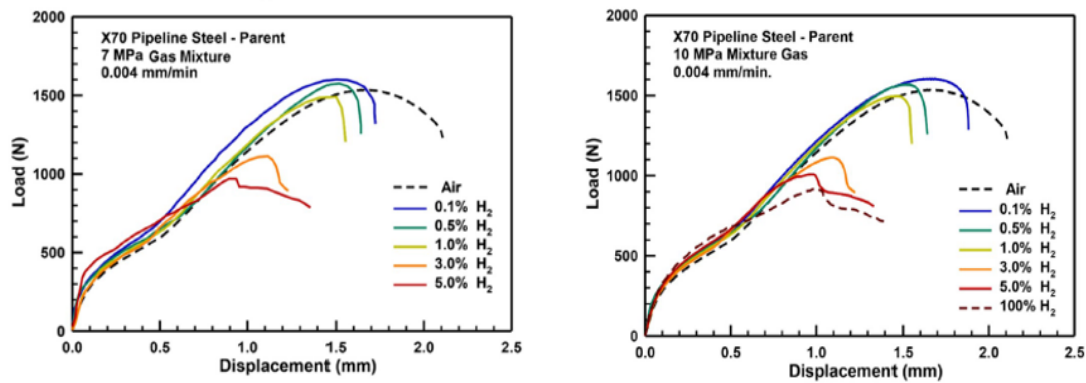 2000
1500
1000
500
0
Load (N)
X70 Pipeline Steel - Parent
7 MPa Gas Mixture
0.004 mm/min
Air
0.1% H2
0.5% H2
1.0% H2
3.0% H2
5.0% H2
0.0 0.5 1.0 1.5 2.0 2.5
Displacement (mm)
2000
1500
1000
500
0
Load (N)
X70 Pipeline Steel - Parent
10 MPa Mixture Gas
0.004 mm/min.
Air
0.1% H2
0.5% H2
1.0% H2
3.0% H2
5.0% H2
100% H2
0.0 0.5 1.0 1.5 2.0 2.5
Displacement (mm)